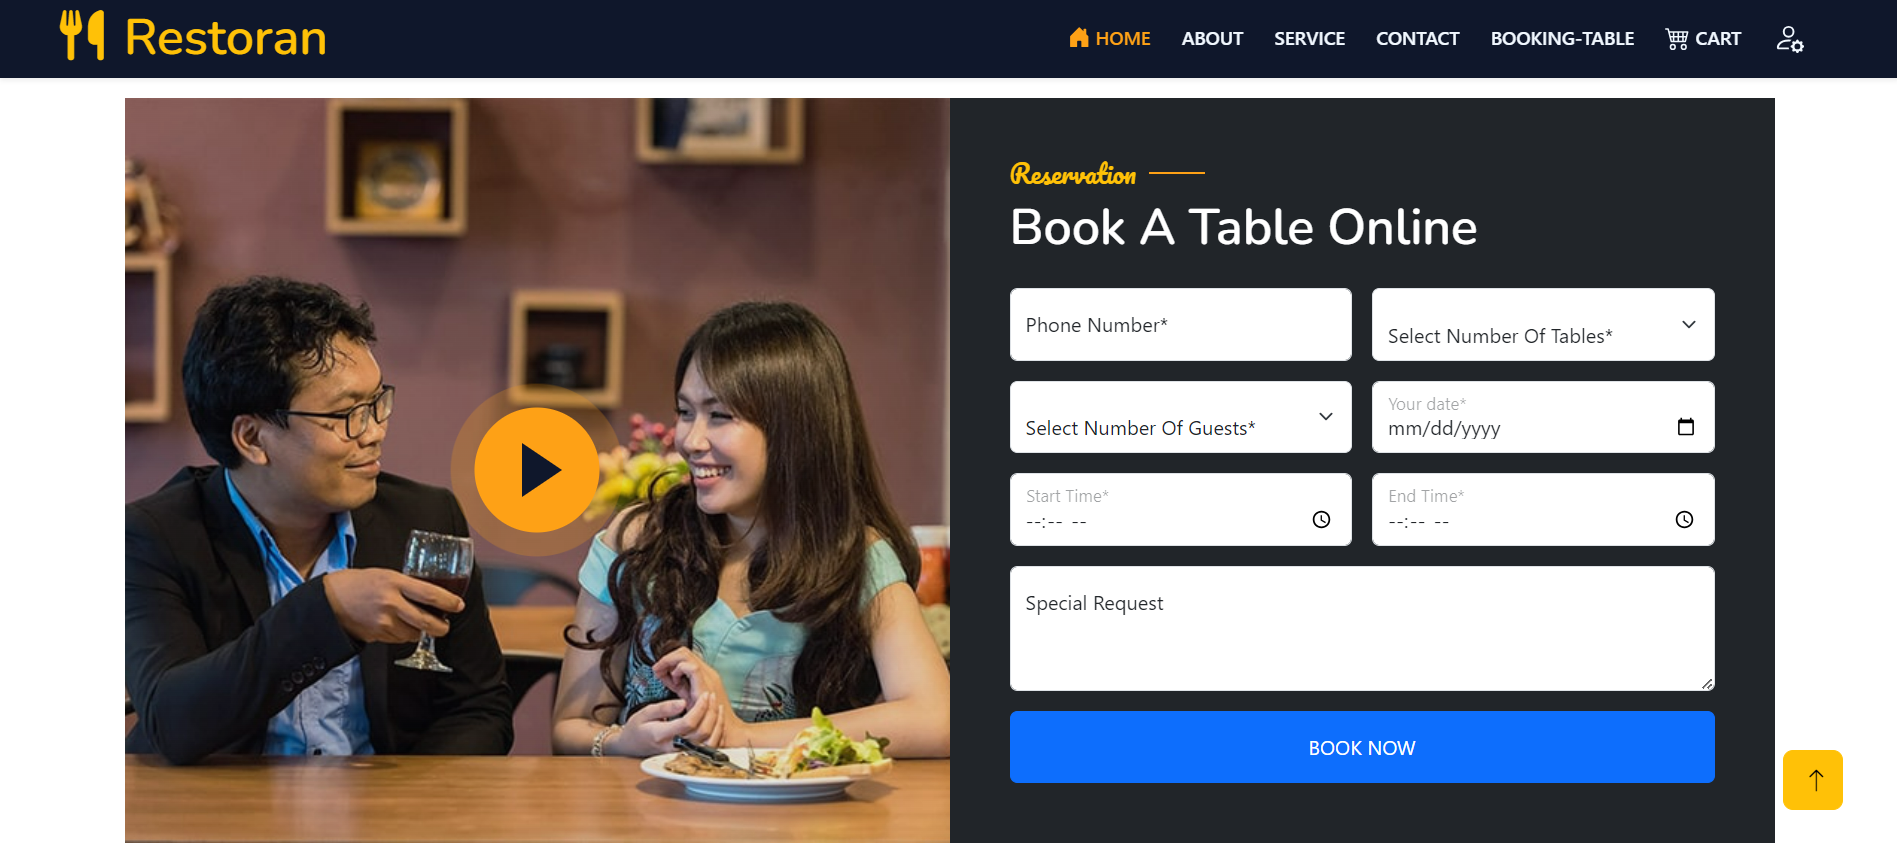 Restoran
HOME ABOUT SERVICE CONTACT BOOKING-TABLE CART
Reservation
Book A Table Online
Phone Number*
Select Number Of Tables*
Select Number Of Guests*
Your date*
mm/dd/yyyy
Start Time*
--:-- --
End Time*
--:-- --
Special Request
BOOK NOW